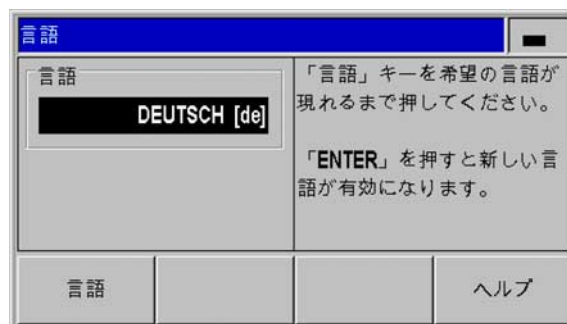 言語
言語
DEUTSCH [de]
「言語」キーを希望の言語が
現れるまで押してください。
「ENTER」を押すと新しい言
語が有効になります。
言語
ヘルプ